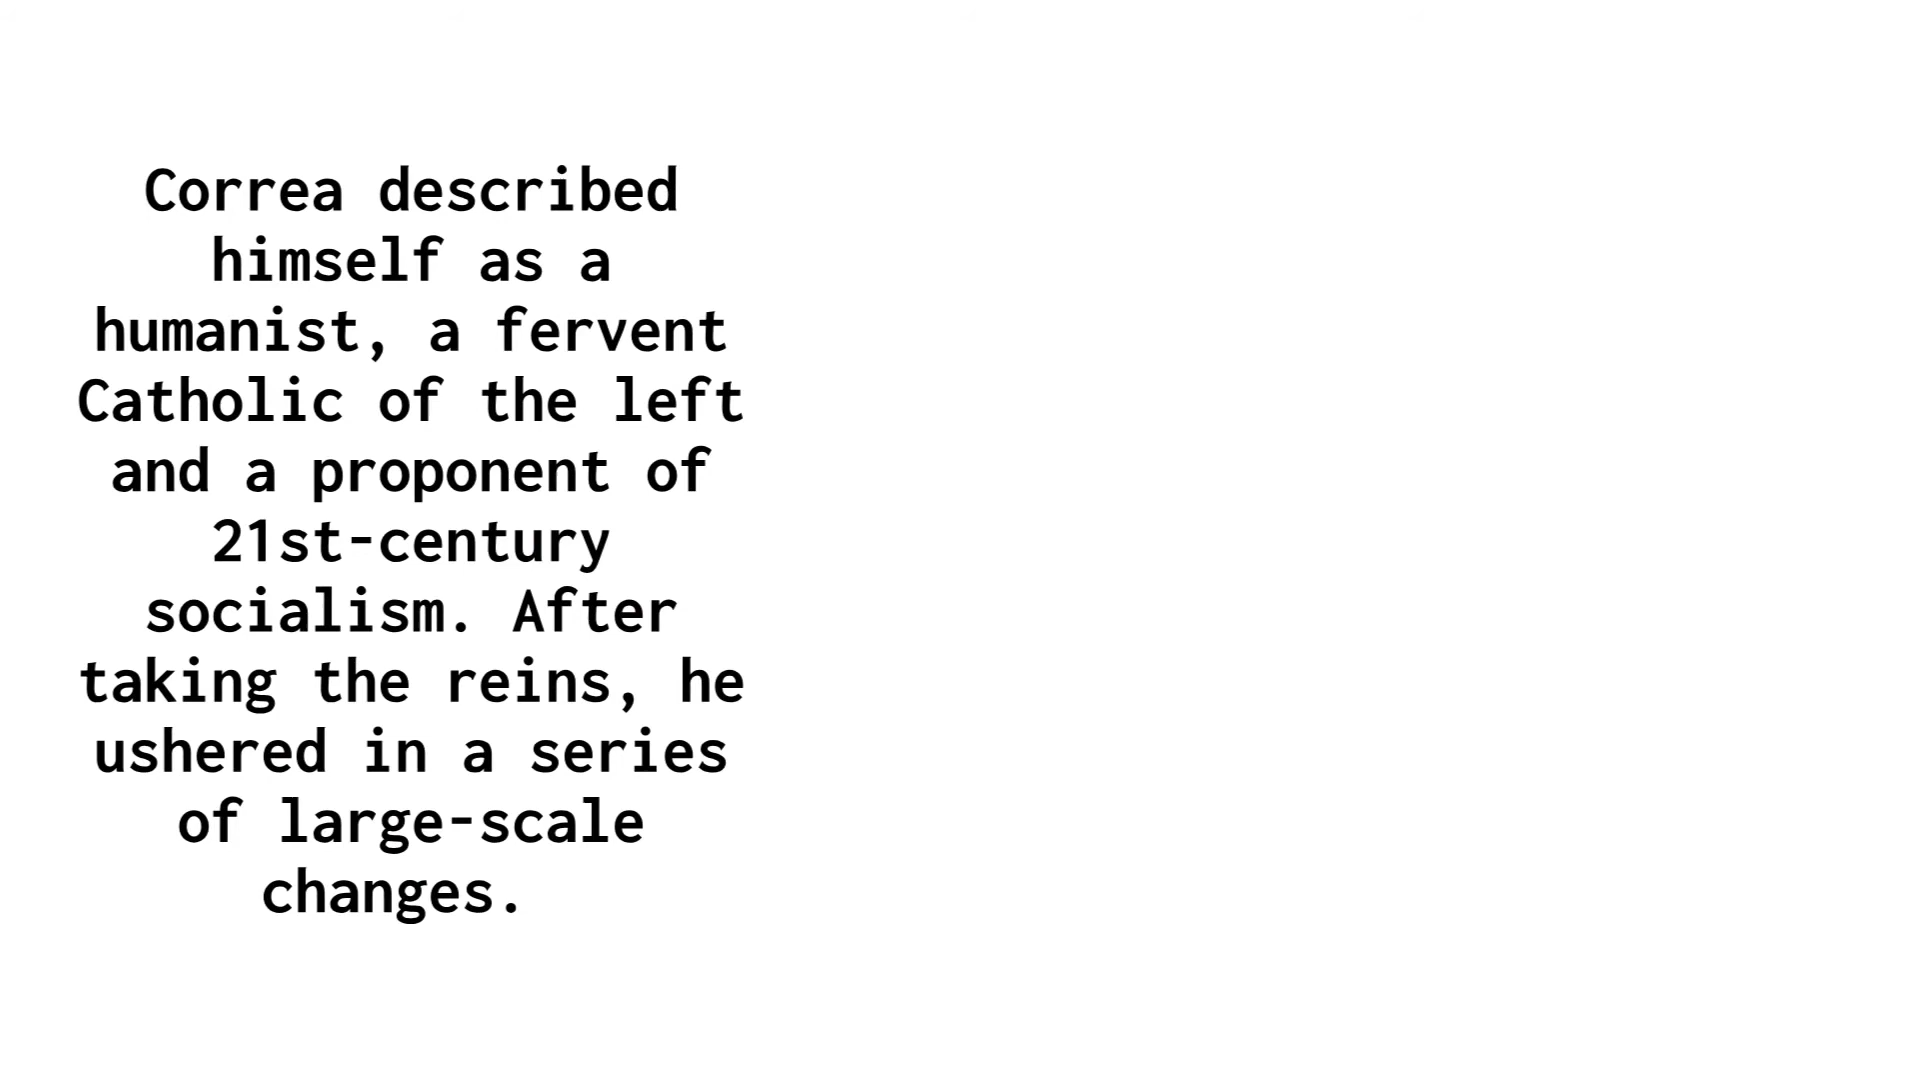 Correa described
himself as a
humanist, a fervent
Catholic of the left
and a proponent of
21st-century
socialism. After
taking the reins, he
ushered in a series
of large-scale
changes.